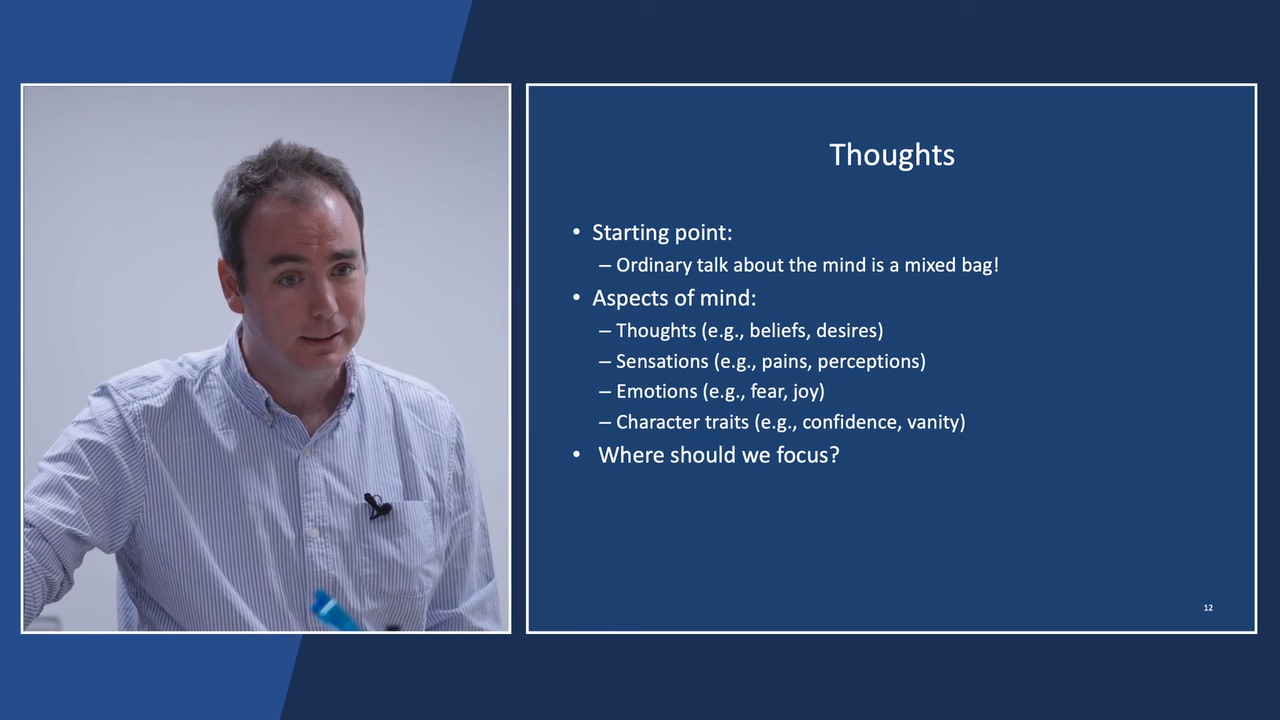 Thoughts
• Starting point:
– Ordinary talk about the mind is a mixed bag!
• Aspects of mind:
– Thoughts (e.g., beliefs, desires)
– Sensations (e.g., pains, perceptions)
– Emotions (e.g., fear, joy)
– Character traits (e.g., confidence, vanity)
• Where should we focus?
12